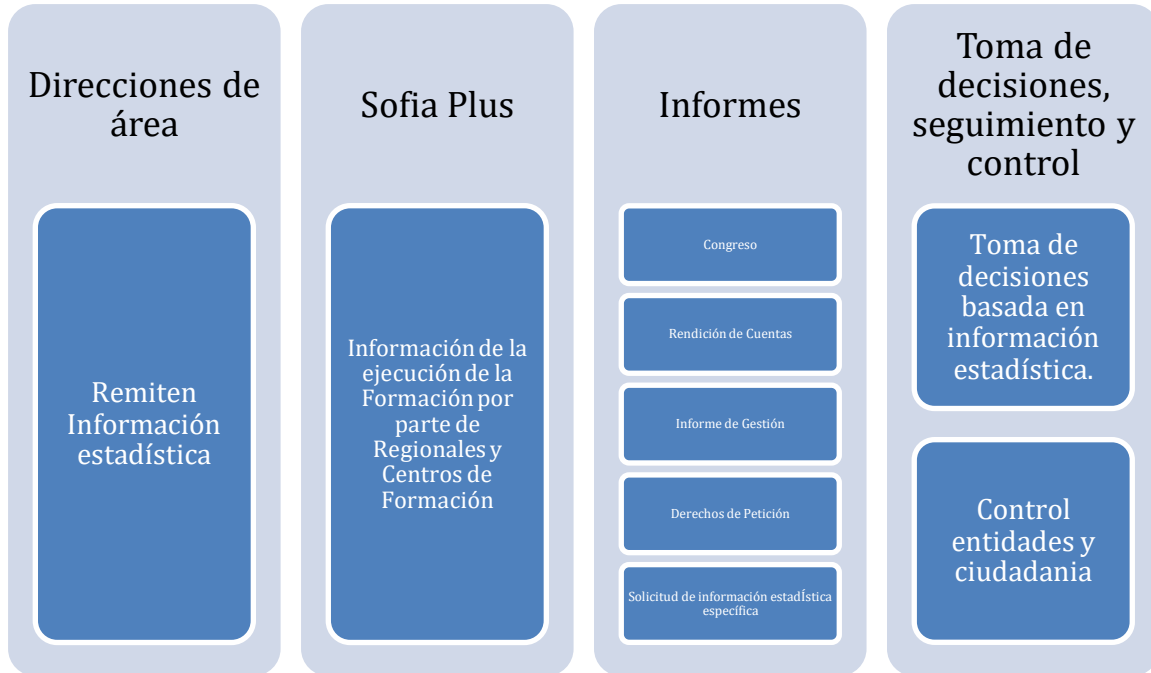 Direcciones de
área
Remiten
Información
estadística
Sofia Plus
Información de la
ejecución de la
Formación por
parte de
Regionales y
Centros de
Formación
Informes
Congreso
Rendición de Cuentas
Informe de Gestión
Derechos de Petición
Solicitud de información estadÍstica
específica
Toma de
decisiones,
seguimiento y
control
Toma de
decisiones
basada en
información
estadística.
Control
entidades y
ciudadania